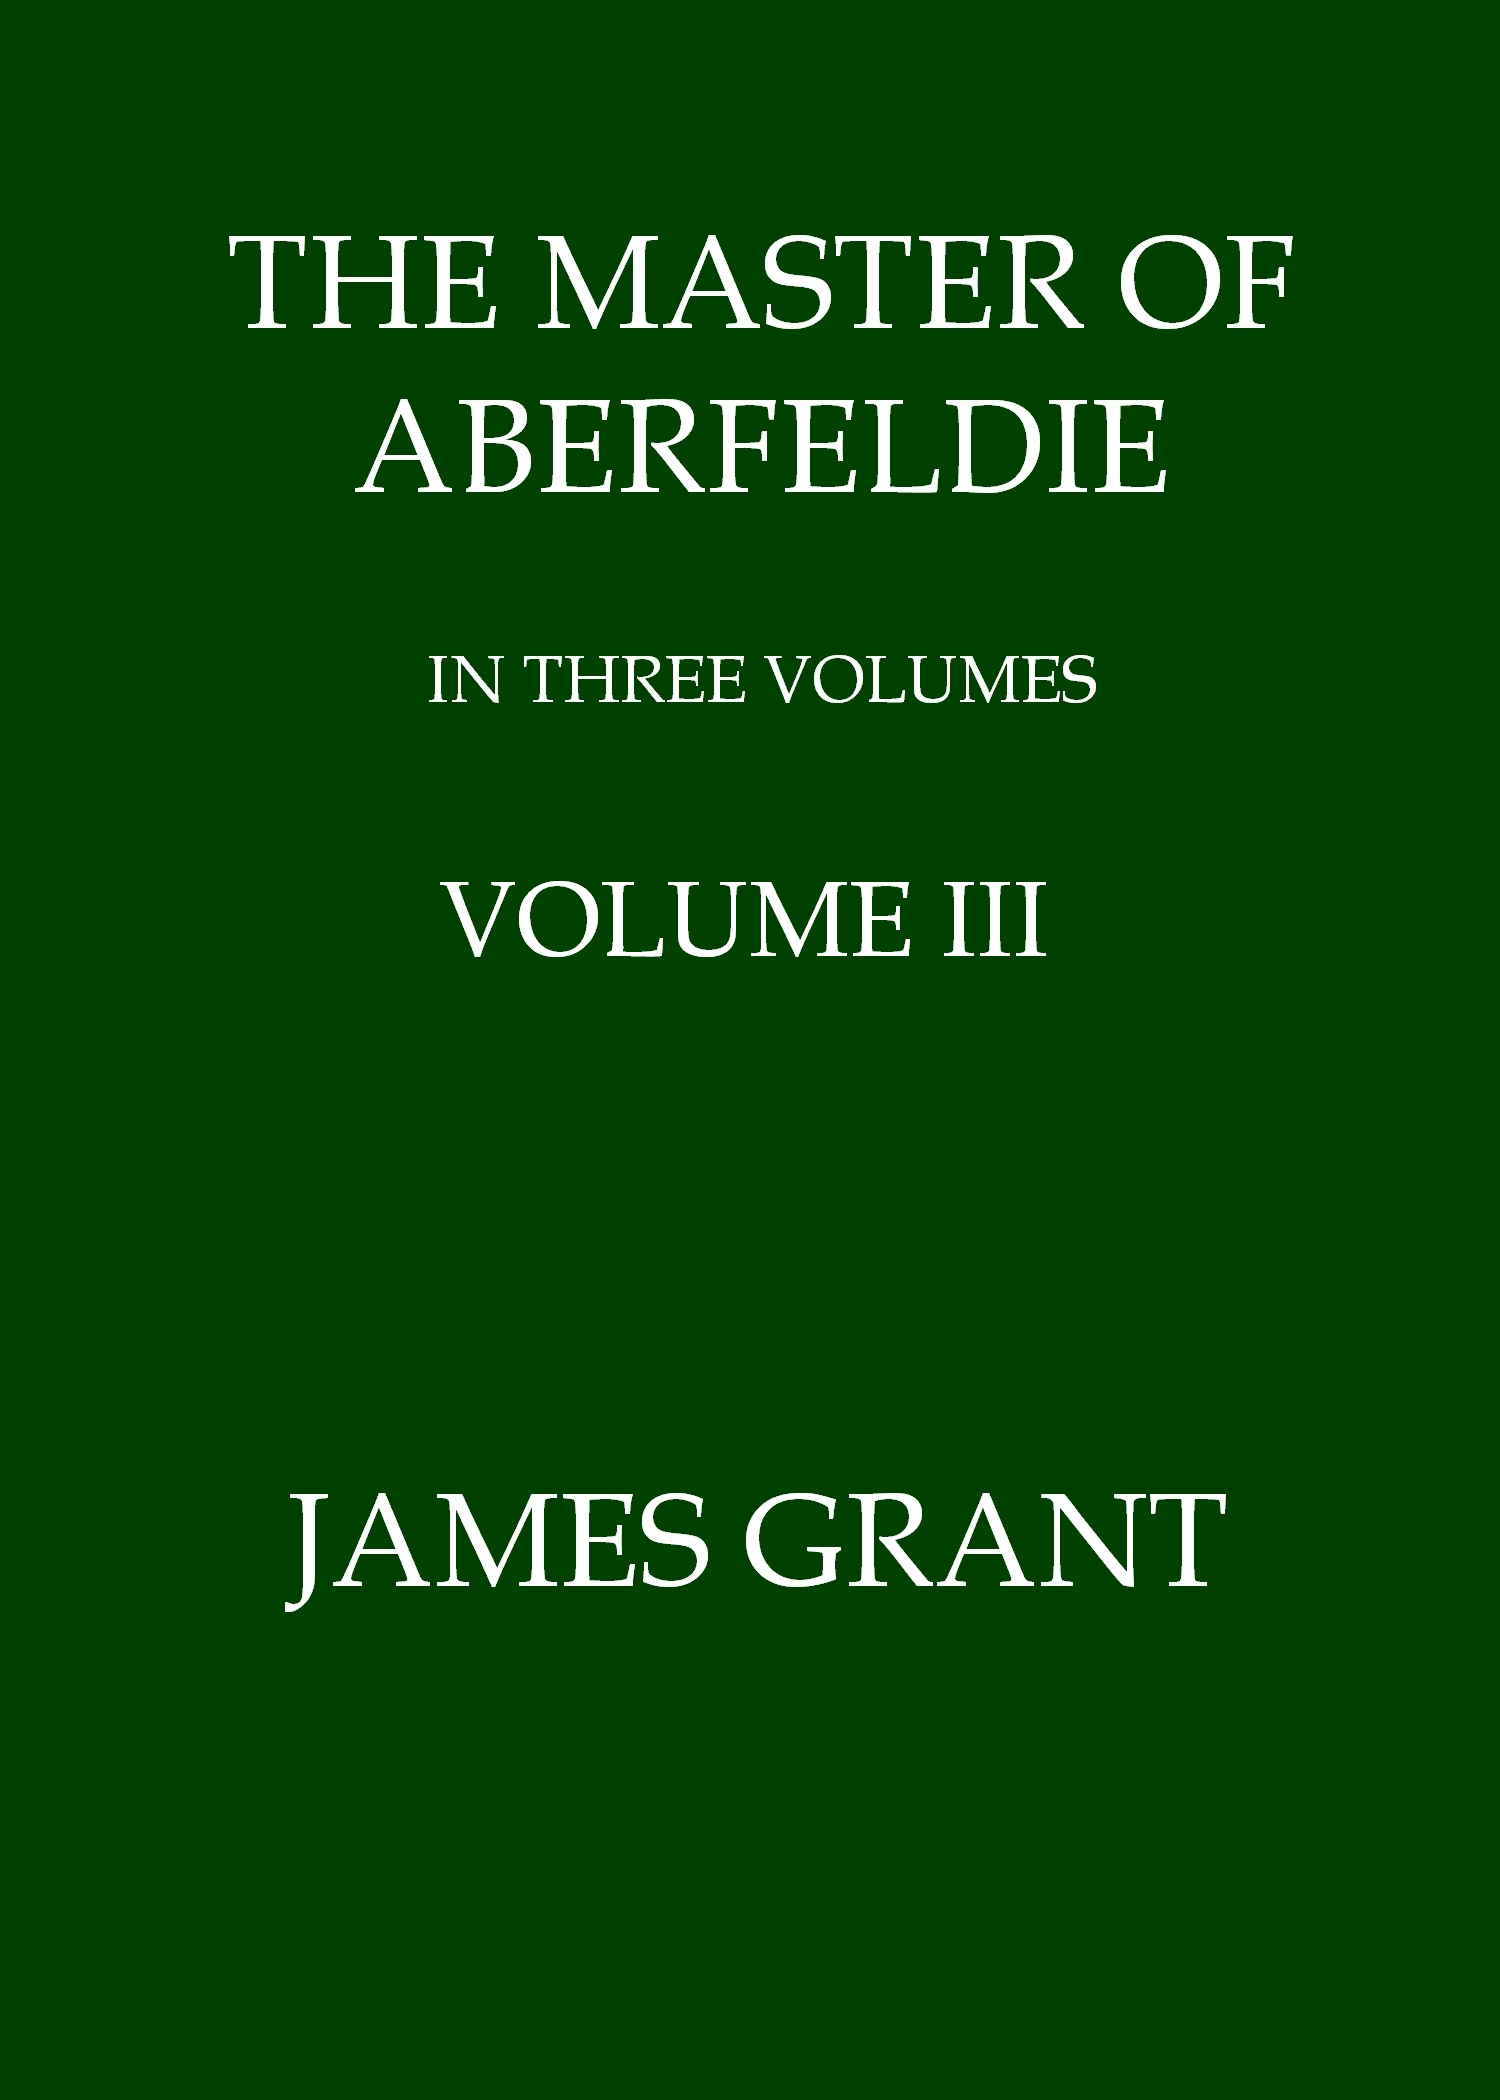 THE MASTER OF
ABERFELDIE
IN THREE VOLUMES
VOLUME III
JAMES GRANT